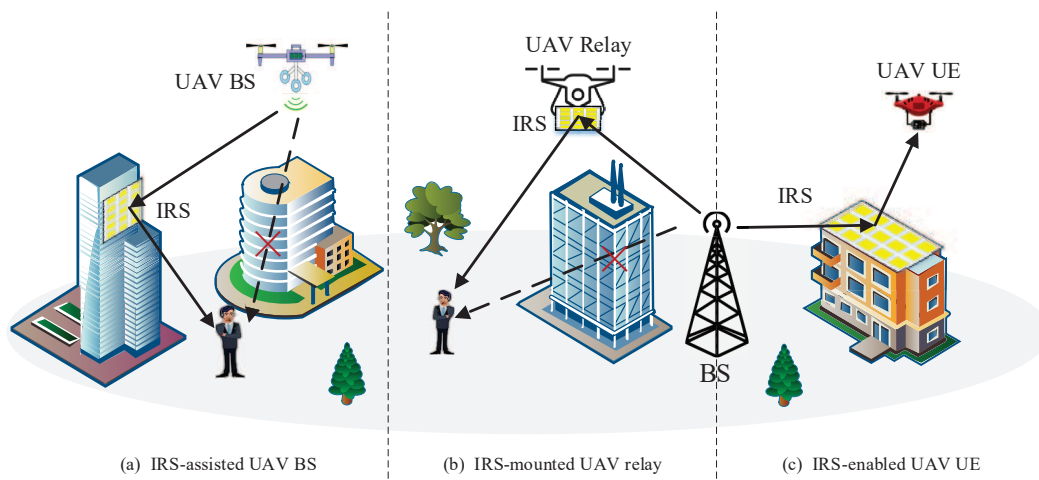 UAV BS
IRS
(a) IRS-assisted UAV BS
UAV Relay
IRS
BS
(b) IRS-mounted UAV relay
UAV UE
IRS
(c) IRS-enabled UAV UE